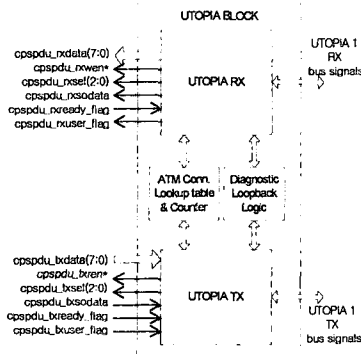 UTOPIA BLOCK
cpspdu_rxdata(7:0)
cpspdu_rxwen*
cpspdu_rxsel(2:0)
cpspdu_rxsodata
cpspdu_rxready_flag
cpspdu_rxuser_flag
UTOPIA RX
UTOPIA 1
RX
bus signals
ATM Conn.
Lookup table
& Counter
Diagnostic
Loopback
Logic
cpspdu_txdata(7:0)
cpspdu_txren*
cpspdu_txsel(2:0)
cpspdu_txsodata
cpspdu_txready_flag
cpspdu_txuser_flag
UTOPIA TX
UTOPIA 1
TX
bus signals